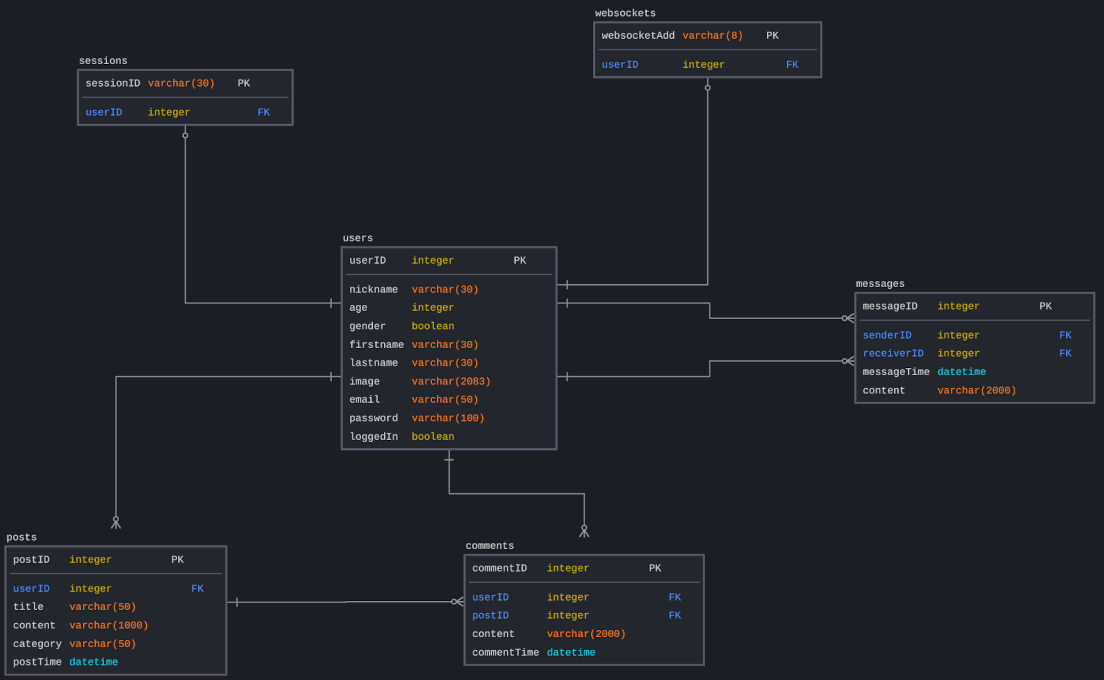 websockets
websocketAdd varchar(8) PK
userID integer FK
sessions
sessionID varchar(30) PK
userID integer FK
users
userID integer PK
nickname varchar(30)
age integer
gender boolean
firstname varchar(30)
lastname varchar(30)
image varchar(2083)
email varchar(50)
password varchar(100)
loggedIn boolean
messages
messageID integer PK
senderID integer FK
receiverID integer FK
messageTime datetime
content varchar(2000)
posts
postID integer PK
userID integer FK
title varchar(50)
content varchar(1000)
category varchar(50)
postTime datetime
comments
commentID integer PK
userID integer FK
postID integer FK
content varchar(2000)
commentTime datetime